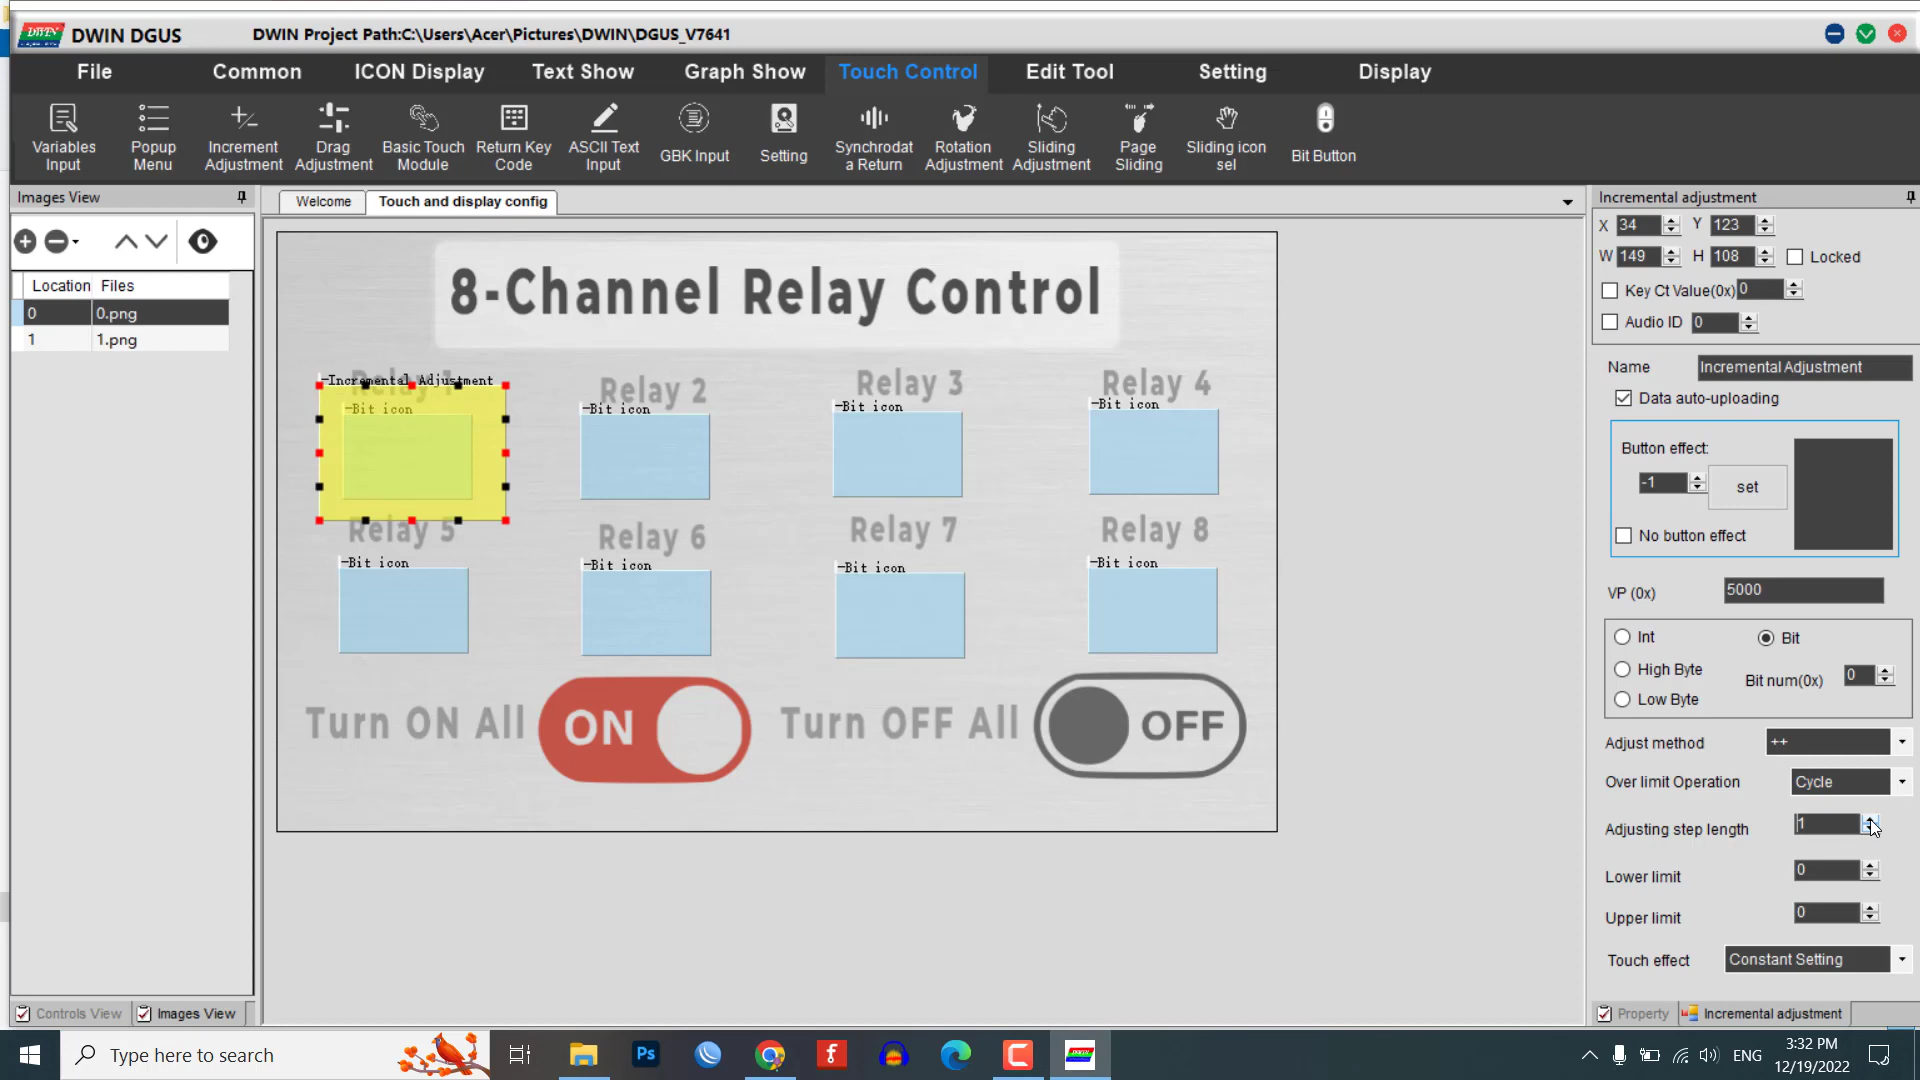 DWIN DWIN DGUS DWIN Project Path:C:\Users\Acer\Pictures\DWIN\DGUS_V7641
File Common ICON Display Text Show Graph Show Touch Control Edit Tool Setting Display
Variables Input
Popup Menu
Increment Adjustment
Drag Adjustment
Basic Touch Module
Return Key Code
ASCII Text Input
GBK Input
Setting
Synchrodat a Return
Rotation Adjustment
Sliding Adjustment
Page Sliding
Sliding icon sel
Bit Button
Images View
Location Files
0 0.png
1 1.png
Controls View Images View
Welcome Touch and display config
8-Channel Relay Control
Relay 1 Relay 2 Relay 3 Relay 4
-Incremental Adjustment
-Bit icon -Bit icon -Bit icon -Bit icon
Relay 5 Relay 6 Relay 7 Relay 8
-Bit icon -Bit icon -Bit icon -Bit icon
Turn ON All ON Turn OFF All OFF
Incremental adjustment
X 34 Y 123
W 149 H 108 Locked
Key Ct Value(0x) 0
Audio ID 0
Name Incremental Adjustment
Data auto-uploading
Button effect:
-1 set
No button effect
VP (0x) 5000
Int Bit
High Byte Bit num(0x) 0
Low Byte
Adjust method ++
Over limit Operation Cycle
Adjusting step length 1
Lower limit 0
Upper limit 0
Touch effect Constant Setting
Property Incremental adjustment
Type here to search
Ps
ENG
3:32 PM
12/19/2022